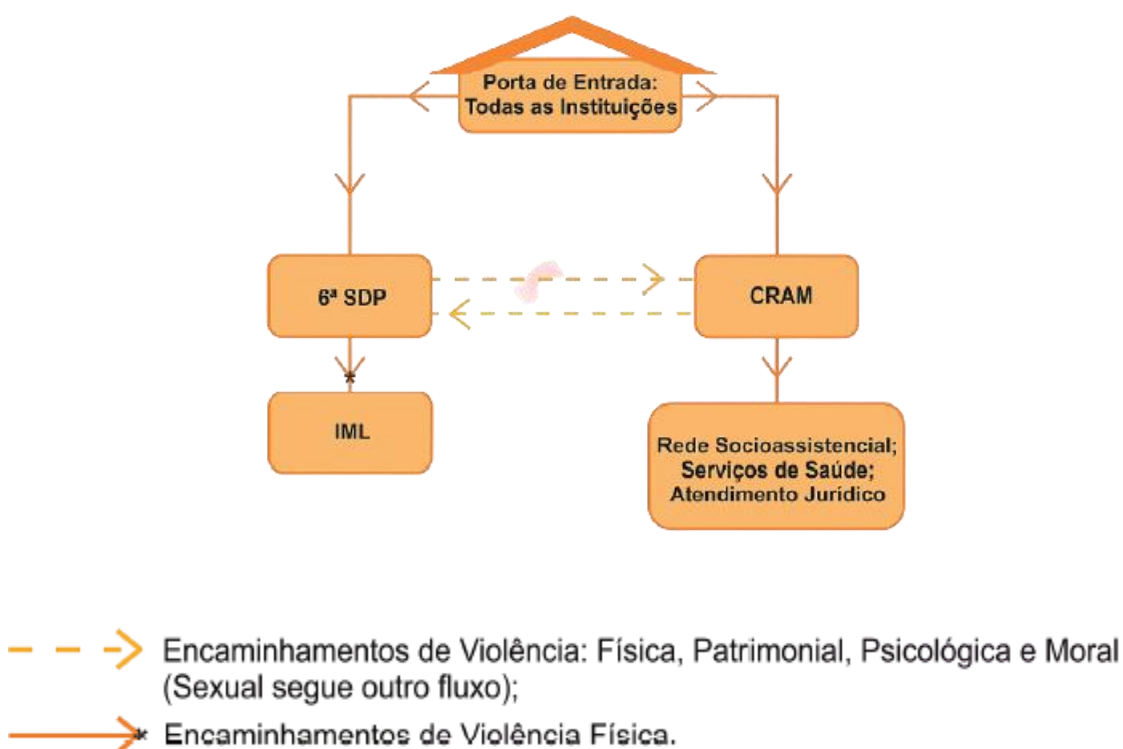 Porta de Entrada:
Todas as Instituições
6ª SDP
CRAM
*
IML
Rede Socioassistencial;
Serviços de Saúde;
Atendimento Jurídico
Encaminhamentos de Violência: Física, Patrimonial, Psicológica e Moral
(Sexual segue outro fluxo);
* Encaminhamentos de Violência Física.